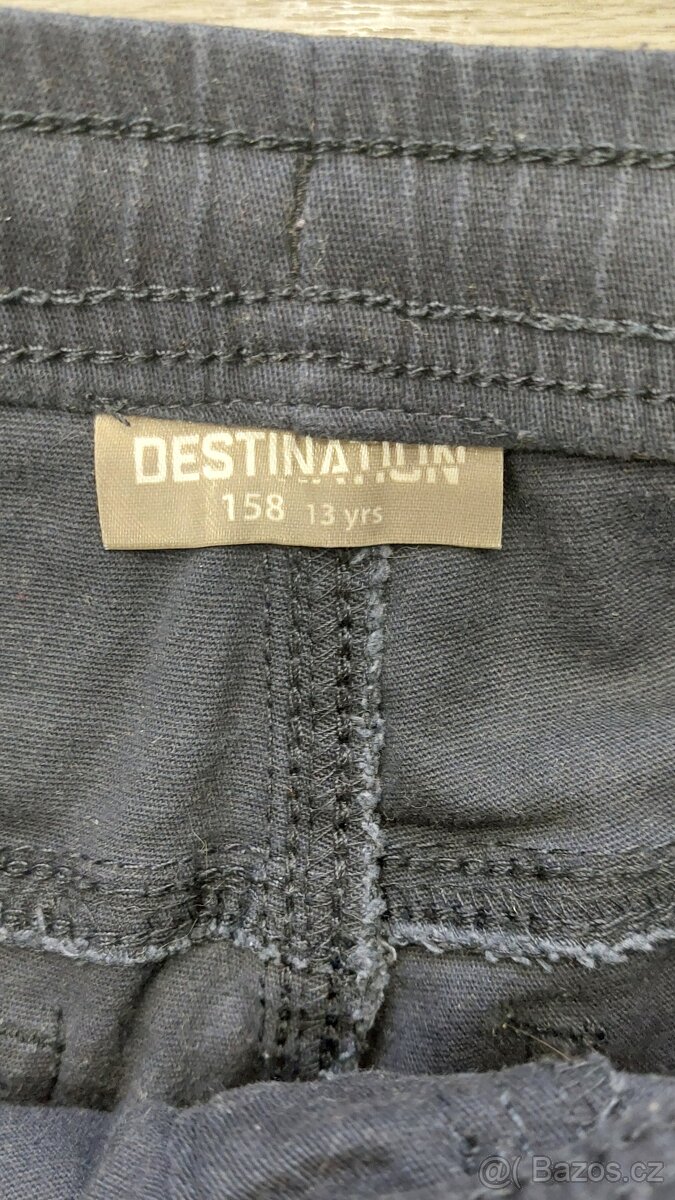 DESTINATION
158 13 yrs
Bazos.cz